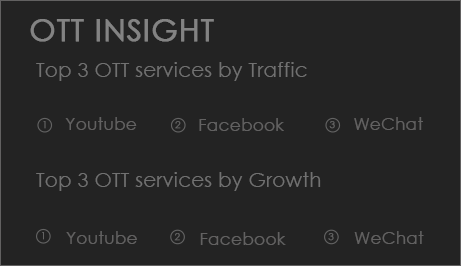 OTT INSIGHT
Top 3 OTT services by Traffic
① Youtube ② Facebook ③ WeChat
Top 3 OTT services by Growth
① Youtube ② Facebook ③ WeChat